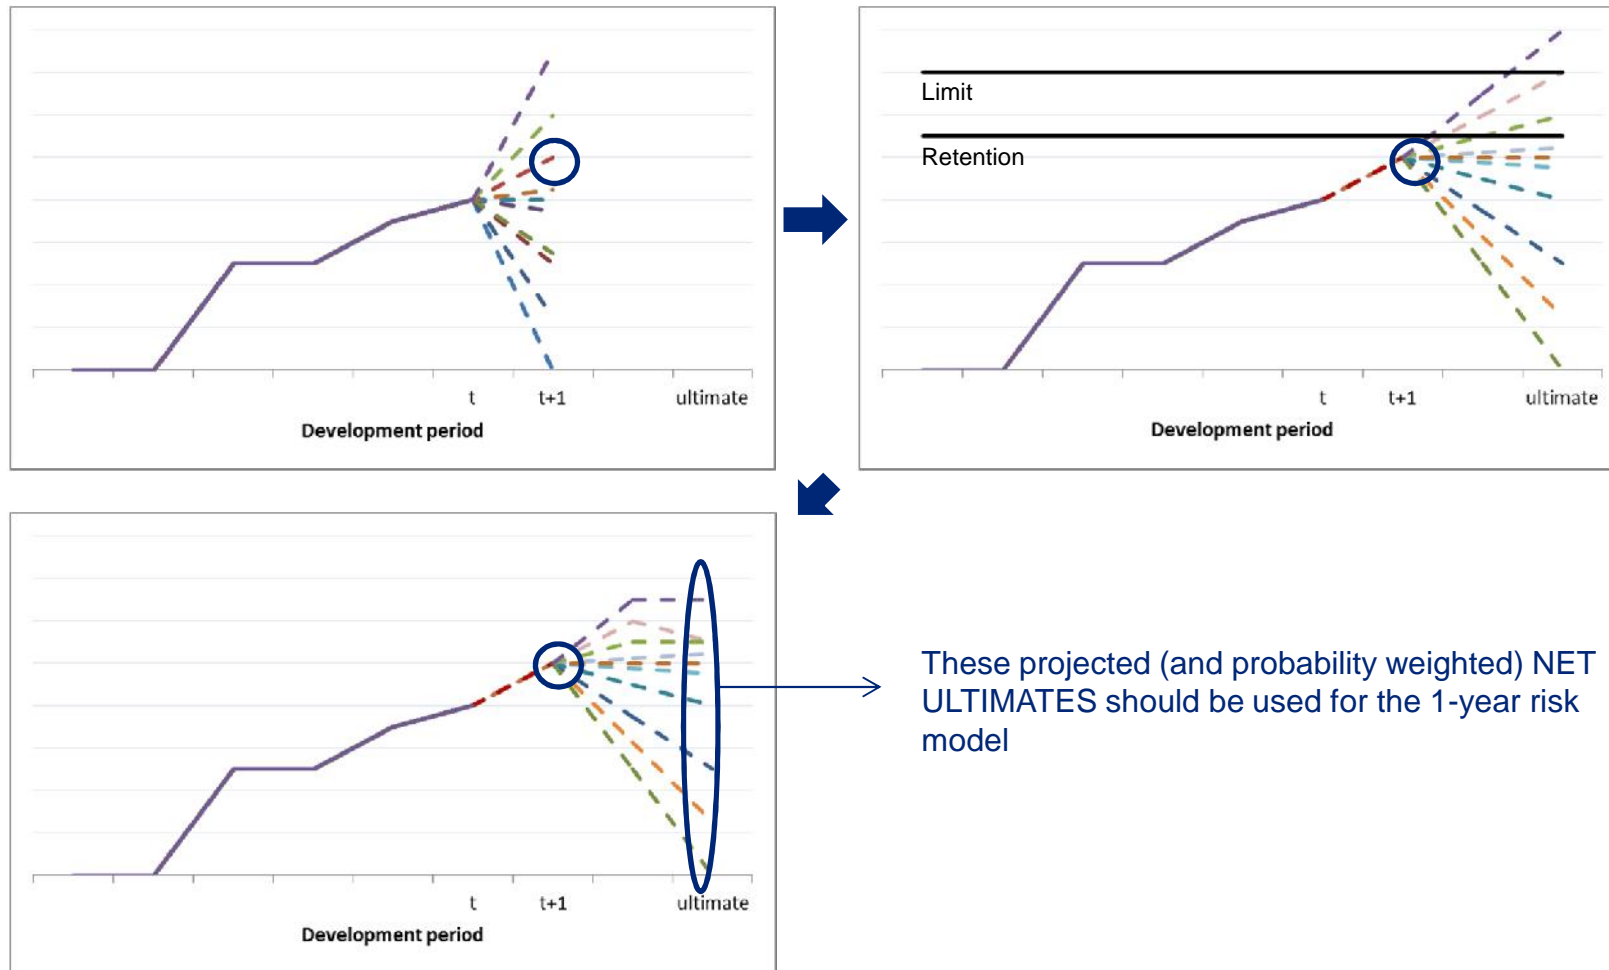 t
t+1
ultimate
Development period
Limit
Retention
t
t+1
ultimate
Development period
t
t+1
ultimate
Development period
These projected (and probability weighted) NET
ULTIMATES should be used for the 1-year risk
model